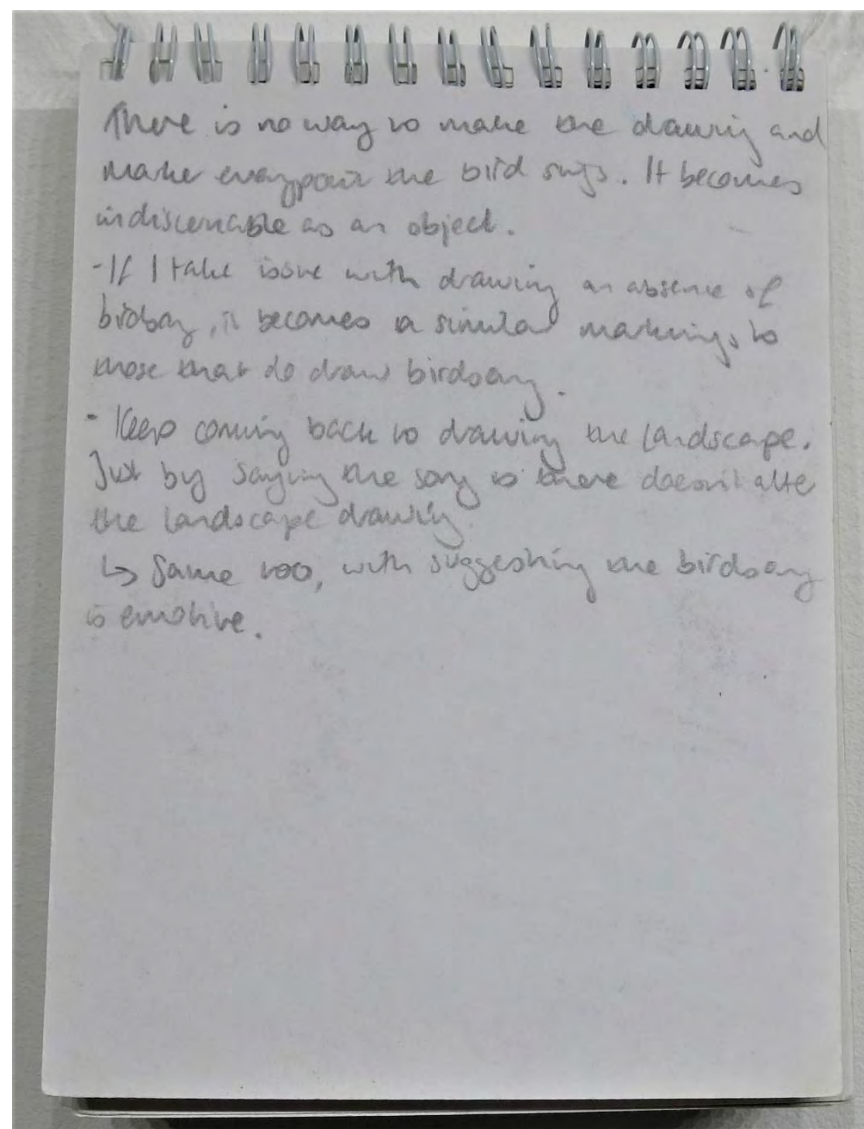 There is no way to make the drawing and
make every point the bird sings. It becomes
indiscernable as an object.
- If I take issue with drawing an absence of
birdsong, it becomes a similar markings to
those that do draw birdsong.
- Keep coming back to drawing the landscape.
Just by saying the song is there doesn't alte
the landscape drawing.
↳ Same too, with suggesting the birdsong
is emotive.